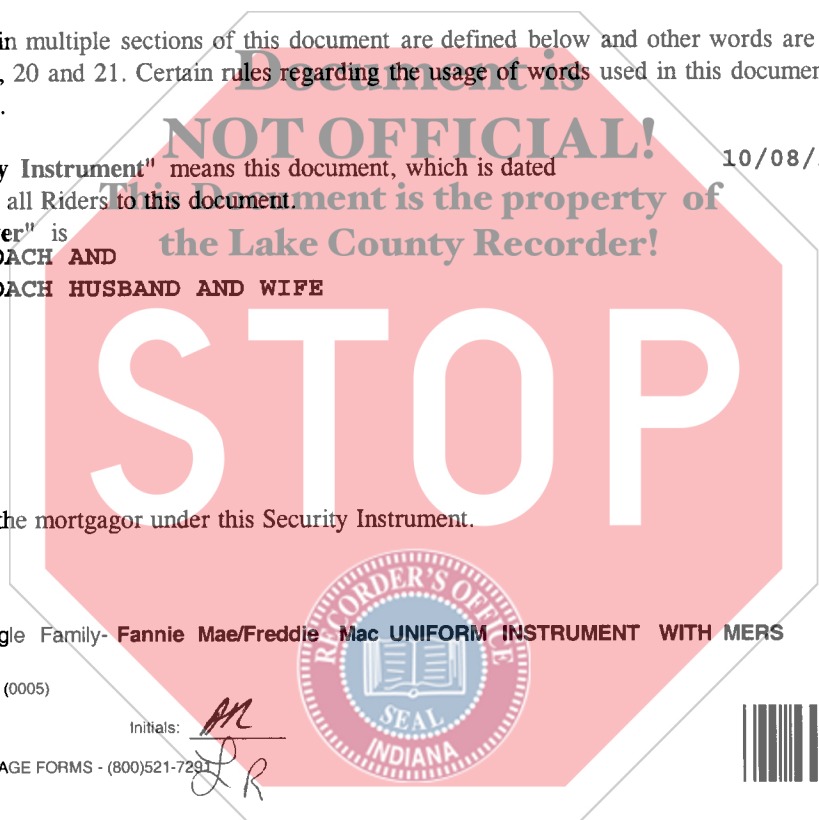 in multiple sections of this document are defined below and other words are
, 20 and 21. Certain rules regarding the usage of words used in this documen
.
Document is
NOT OFFICIAL!
This Document is the property of
the Lake County Recorder!
y Instrument" means this document, which is dated 10/08/
all Riders to this document.
er" is
OACH AND
OACH HUSBAND AND WIFE
STOP
the mortgagor under this Security Instrument.
RECORDER'S OFFICE
SEAL
INDIANA
gle Family- Fannie Mae/Freddie Mac UNIFORM INSTRUMENT WITH MERS
(0005)
Initials:
LR
AGE FORMS - (800)521-7291